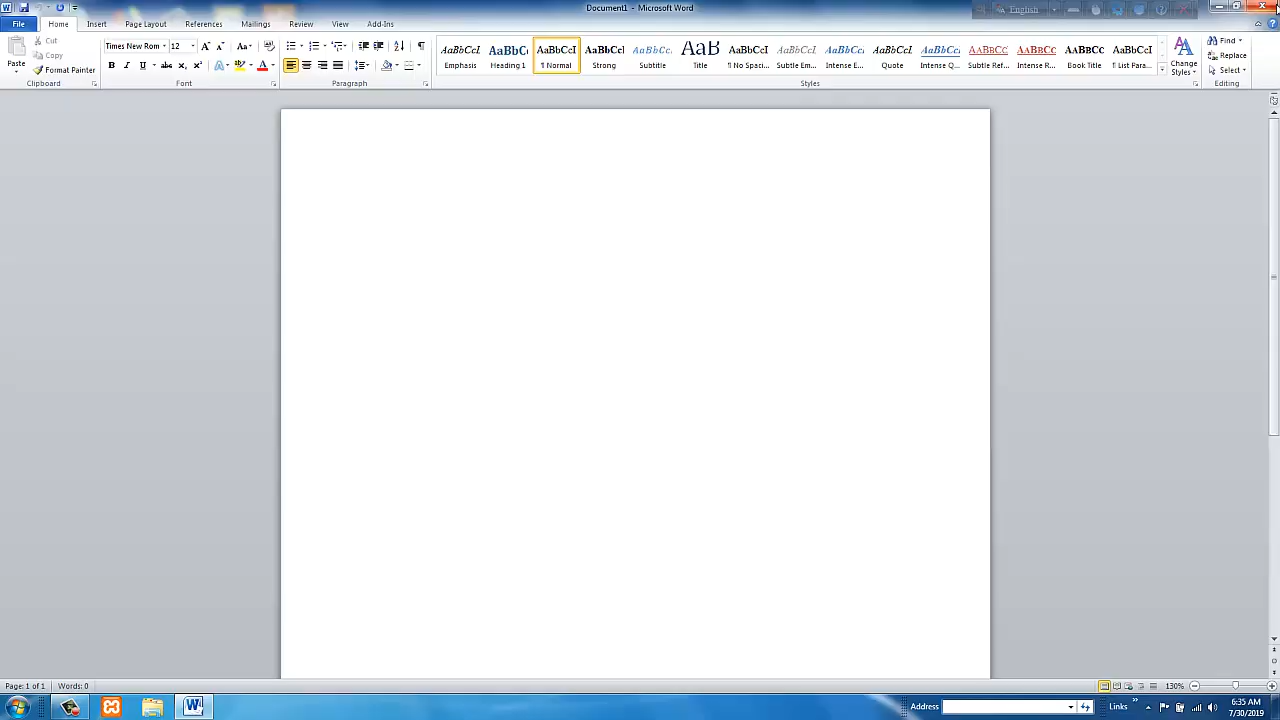 Document1 - Microsoft Word
English
File Home Insert Page Layout References Mailings Review View Add-Ins
Paste
Cut
Copy
Format Painter
Clipboard
Times New Rom 12
Font
Paragraph
AaBbCcI AaBbCc AaBbCcI AaBbCcI AaBbCc. AaB AaBbCcI AaBbCcI AaBbCcI AaBbCcI AaBbCcI AaBbCc AaBbCc AaBbCc AaBbCcI
Emphasis Heading 1 ¶ Normal Strong Subtitle Title ¶ No Spaci... Subtle Em... Intense E... Quote Intense Q... Subtle Ref... Intense R... Book Title ¶ List Para...
Styles
Change
Styles
Find
Replace
Select
Editing
Page: 1 of 1 Words: 0
130%
Address
Links
6:35 AM
7/30/2019